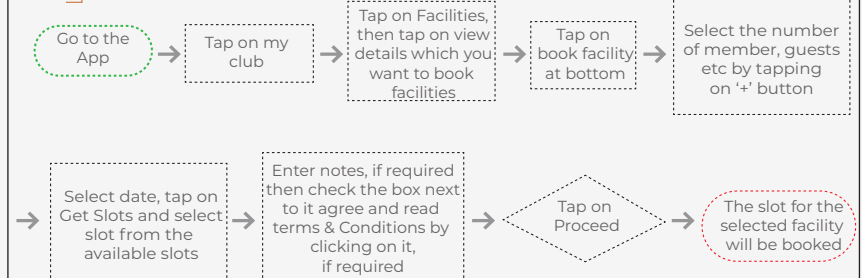 Go to the
App
Tap on my
club
Tap on Facilities,
then tap on view
details which you
want to book
facilities
Tap on
book facility
at bottom
Select the number
of member, guests
etc by tapping
on ‘+’ button
Select date, tap on
Get Slots and select
slot from the
available slots
Enter notes, if required
then check the box next
to it agree and read
terms & Conditions by
clicking on it,
if required
Tap on
Proceed
The slot for the
selected facility
will be booked